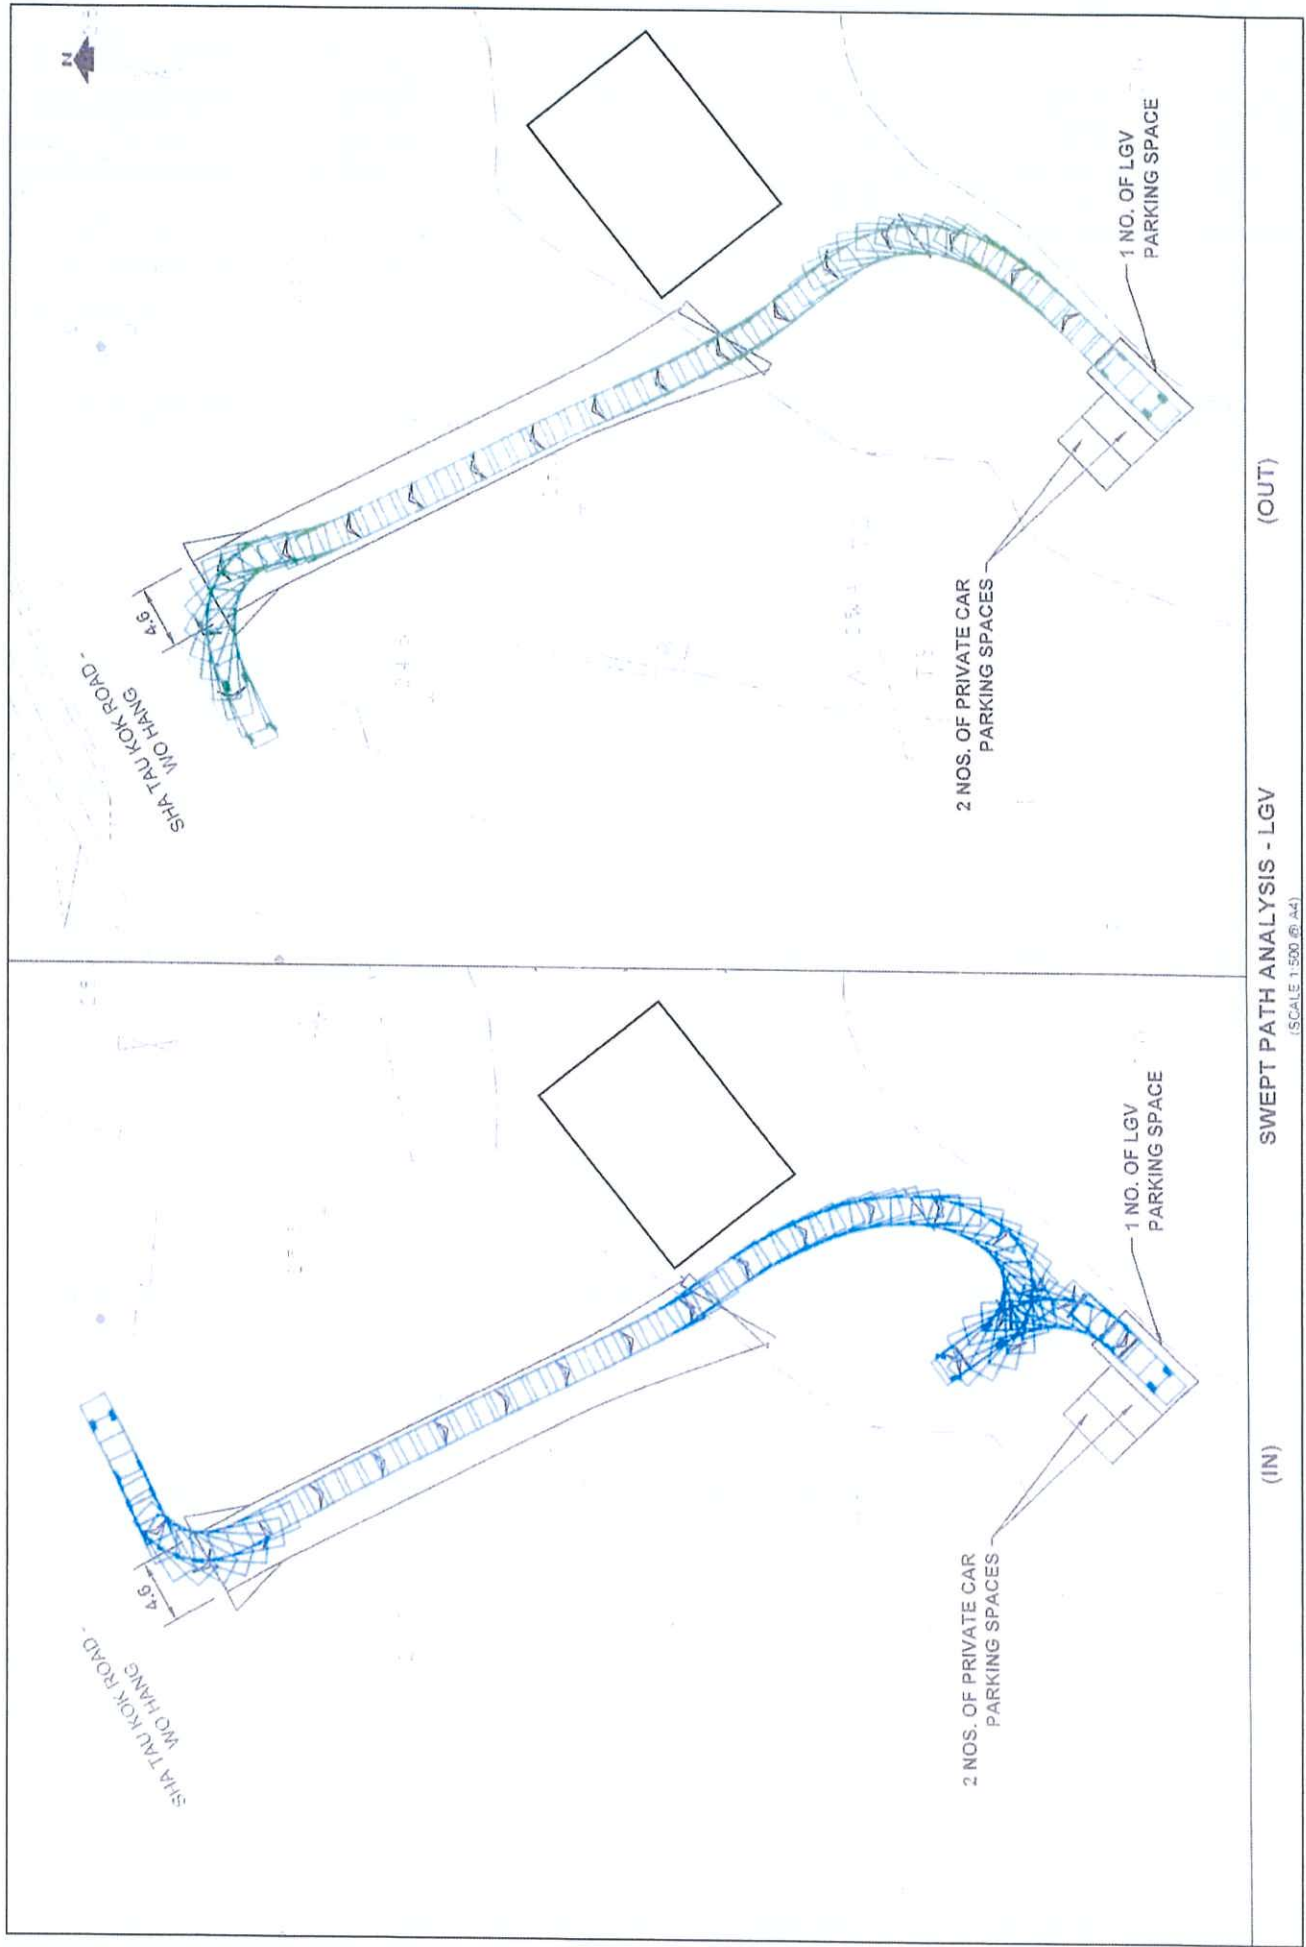 SHA TAU KOK ROAD -
WO HANG
4.6
2 NOS. OF PRIVATE CAR
PARKING SPACES
1 NO. OF LGV
PARKING SPACE
(IN)
N
SHA TAU KOK ROAD -
WO HANG
4.6
2 NOS. OF PRIVATE CAR
PARKING SPACES
1 NO. OF LGV
PARKING SPACE
(OUT)
SWEPT PATH ANALYSIS - LGV
(SCALE 1:500 @ A4)